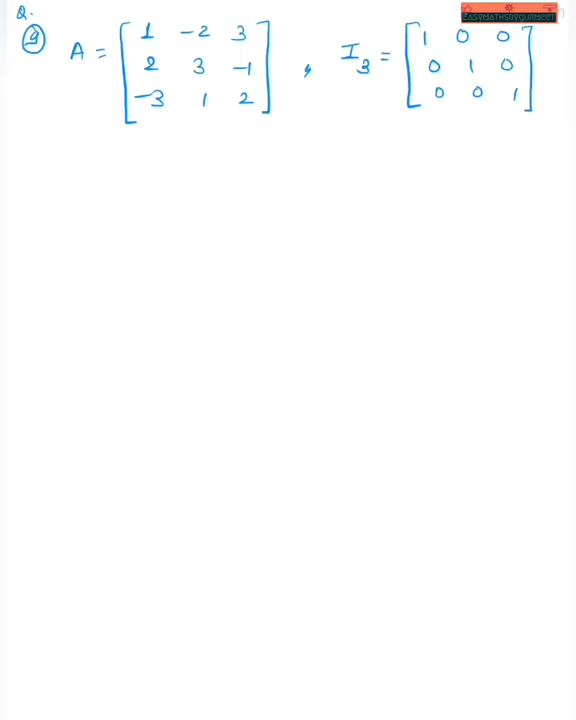 Q.
9 A = [ 1 -2 3
2 3 -1
-3 1 2 ] , I3 = [ 1 0 0
0 1 0
0 0 1 ]
EASYMATHSBYGURMEET